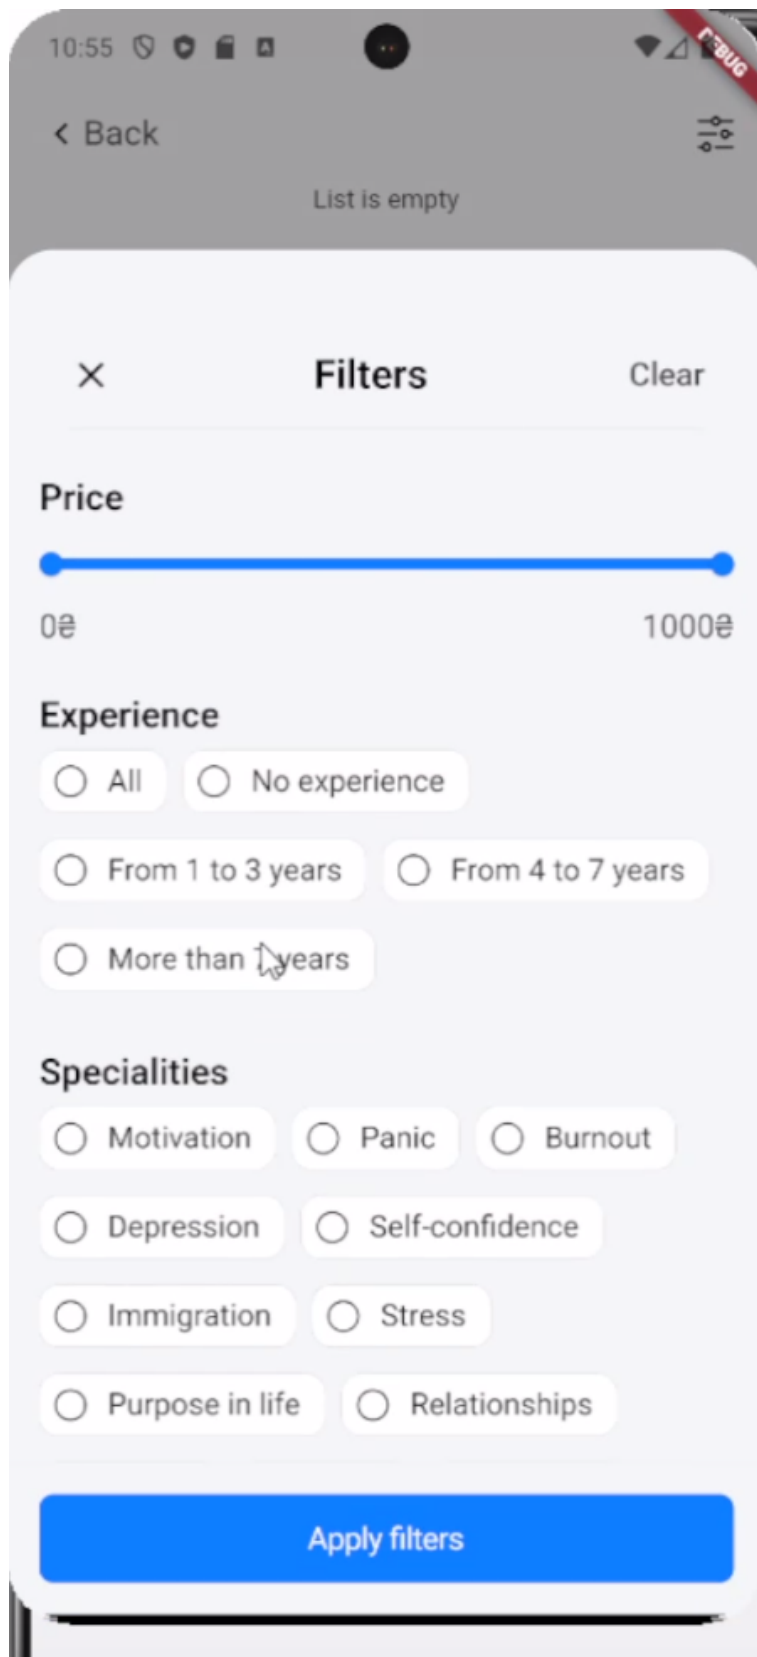 10:55
DEBUG
Back
List is empty
Filters Clear
Price
0₴ 1000₴
Experience
All No experience
From 1 to 3 years From 4 to 7 years
More than years
Specialities
Motivation Panic Burnout
Depression Self-confidence
Immigration Stress
Purpose in life Relationships
Apply filters